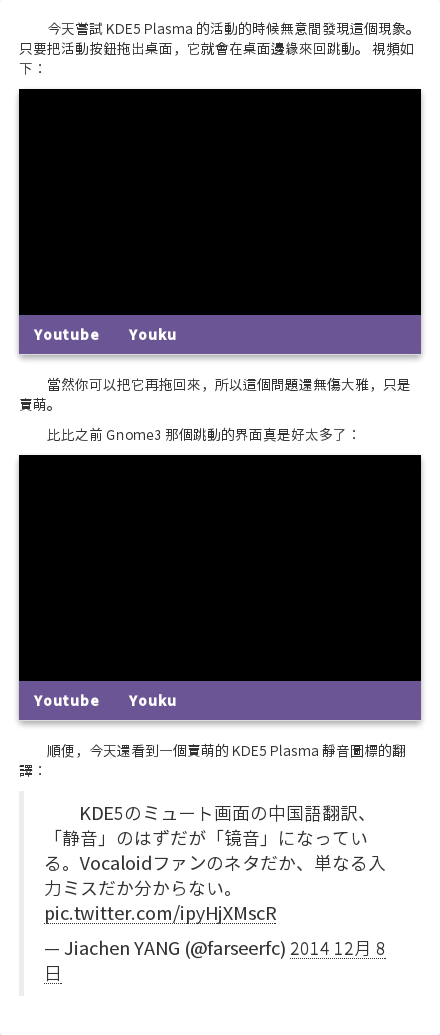 今天嘗試 KDE5 Plasma 的活動的時候無意間發現這個現象。
只要把活動按鈕拖出桌面，它就會在桌面邊緣來回跳動。 視頻如
下：
Youtube Youku
當然你可以把它再拖回來，所以這個問題還無傷大雅，只是
賣萌。
比比之前 Gnome3 那個跳動的界面真是好太多了：
Youtube Youku
順便，今天還看到一個賣萌的 KDE5 Plasma 靜音圖標的翻
譯：
KDE5のミュート画面の中国語翻訳、
「静音」のはずだが「镜音」になってい
る。Vocaloidファンのネタだか、単なる入
力ミスだか分からない。
pic.twitter.com/ipyHjXMscR
— Jiachen YANG (@farseerfc) 2014 12月 8
日